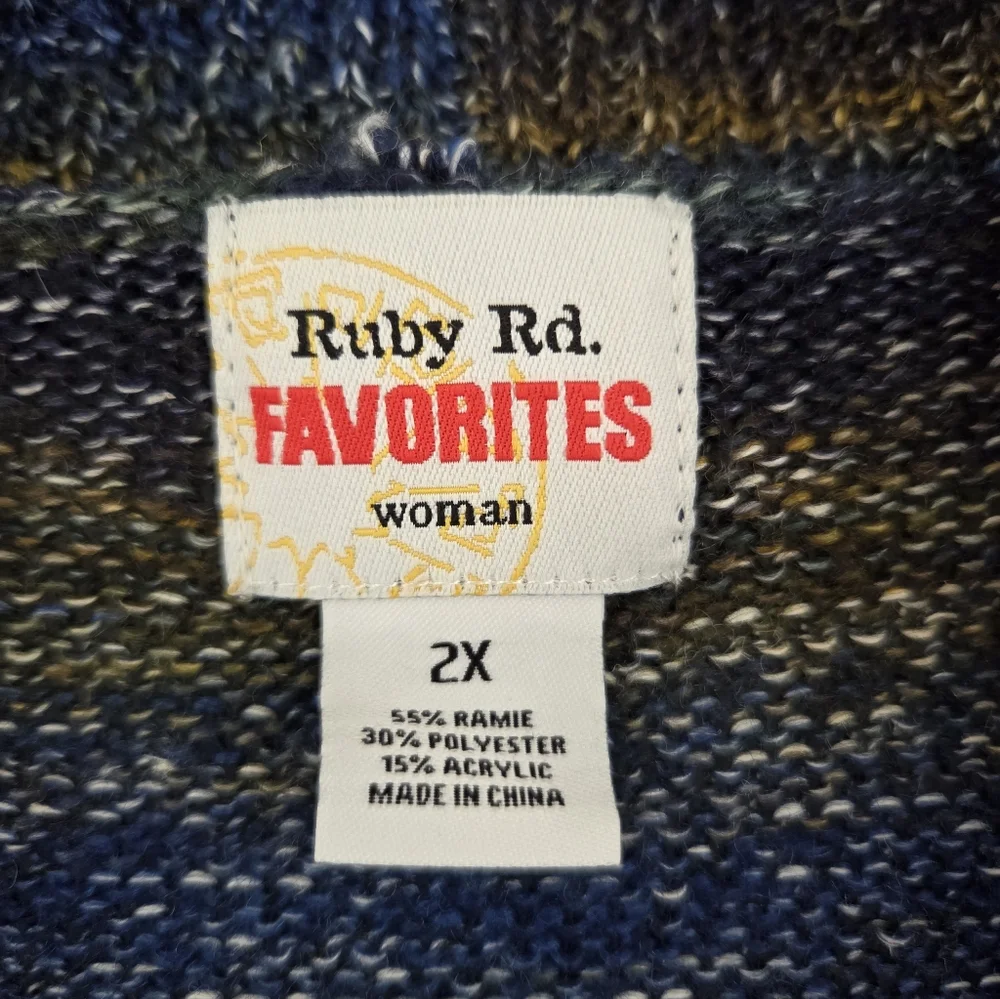 Ruby Rd.
FAVORITES
woman
2X
55% RAMIE
30% POLYESTER
15% ACRYLIC
MADE IN CHINA